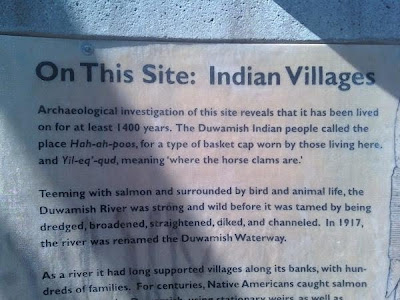 On This Site: Indian Villages
Archaeological investigation of this site reveals that it has been lived
on for at least 1400 years. The Duwamish Indian people called the
place Hah-ah-poos, for a type of basket cap worn by those living here,
and Yil-eq'-qud, meaning 'where the horse clams are.'
Teeming with salmon and surrounded by bird and animal life, the
Duwamish River was strong and wild before it was tamed by being
dredged, broadened, straightened, diked, and channeled. In 1917,
the river was renamed the Duwamish Waterway.
As a river it had long supported villages along its banks, with hun-
dreds of families. For centuries, Native Americans caught salmon
using stationary weirs as well as